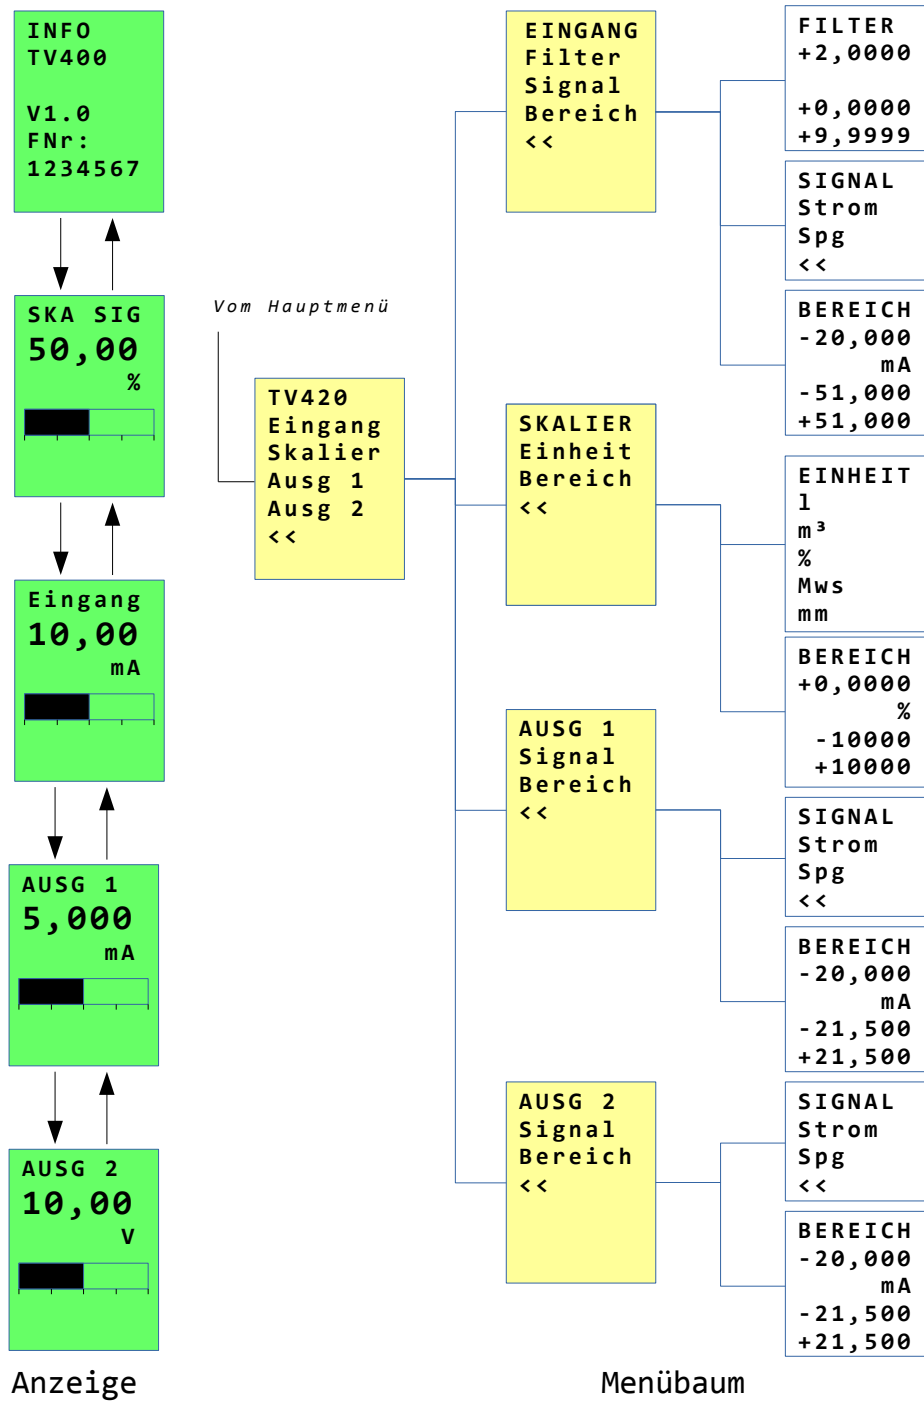 INFO
TV400
V1.0
FNr:
1234567
SKA SIG
50,00
%
Eingang
10,00
mA
AUSG 1
5,000
mA
AUSG 2
10,00
V
Anzeige
Vom Hauptmenü
TV420
Eingang
Skalier
Ausg 1
Ausg 2
<<
EINGANG
Filter
Signal
Bereich
<<
SKALIER
Einheit
Bereich
<<
AUSG 1
Signal
Bereich
<<
AUSG 2
Signal
Bereich
<<
FILTER
+2,0000
+0,0000
+9,9999
SIGNAL
Strom
Spg
<<
BEREICH
-20,000
mA
-51,000
+51,000
EINHEIT
l
m³
%
Mws
mm
BEREICH
+0,0000
%
-10000
+10000
SIGNAL
Strom
Spg
<<
BEREICH
-20,000
mA
-21,500
+21,500
SIGNAL
Strom
Spg
<<
BEREICH
-20,000
mA
-21,500
+21,500
Menübaum